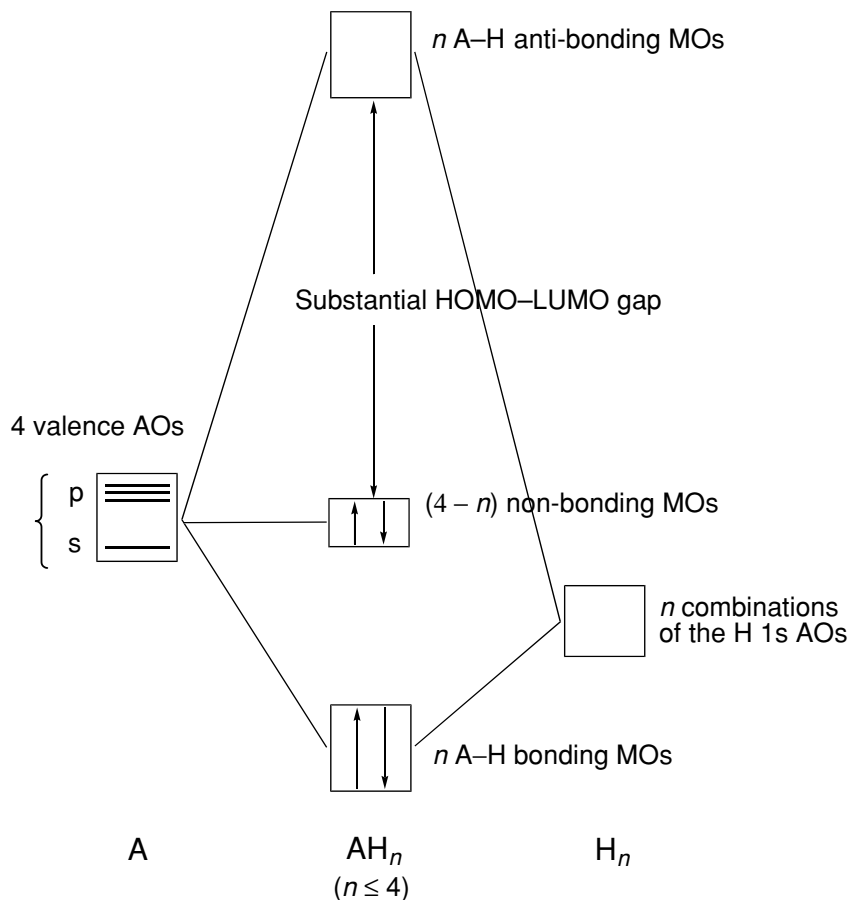 n A–H anti-bonding MOs
Substantial HOMO–LUMO gap
4 valence AOs
p
s
(4 – n) non-bonding MOs
n combinations
of the H 1s AOs
n A–H bonding MOs
A
AHₙ
Hₙ
(n ≤ 4)